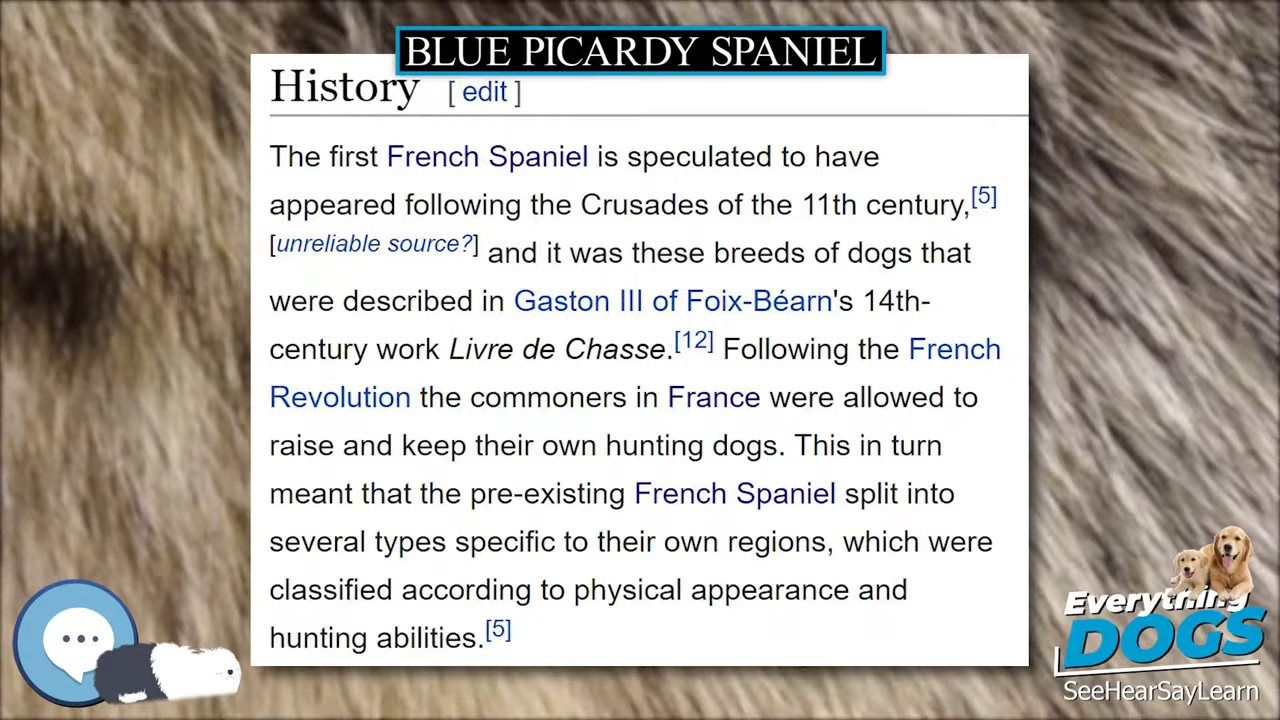 BLUE PICARDY SPANIEL
History [ edit ]
The first French Spaniel is speculated to have
appeared following the Crusades of the 11th century,[5]
[unreliable source?] and it was these breeds of dogs that
were described in Gaston III of Foix-Béarn's 14th-
century work Livre de Chasse.[12] Following the French
Revolution the commoners in France were allowed to
raise and keep their own hunting dogs. This in turn
meant that the pre-existing French Spaniel split into
several types specific to their own regions, which were
classified according to physical appearance and
hunting abilities.[5]
Everything
DOGS
SeeHearSayLearn